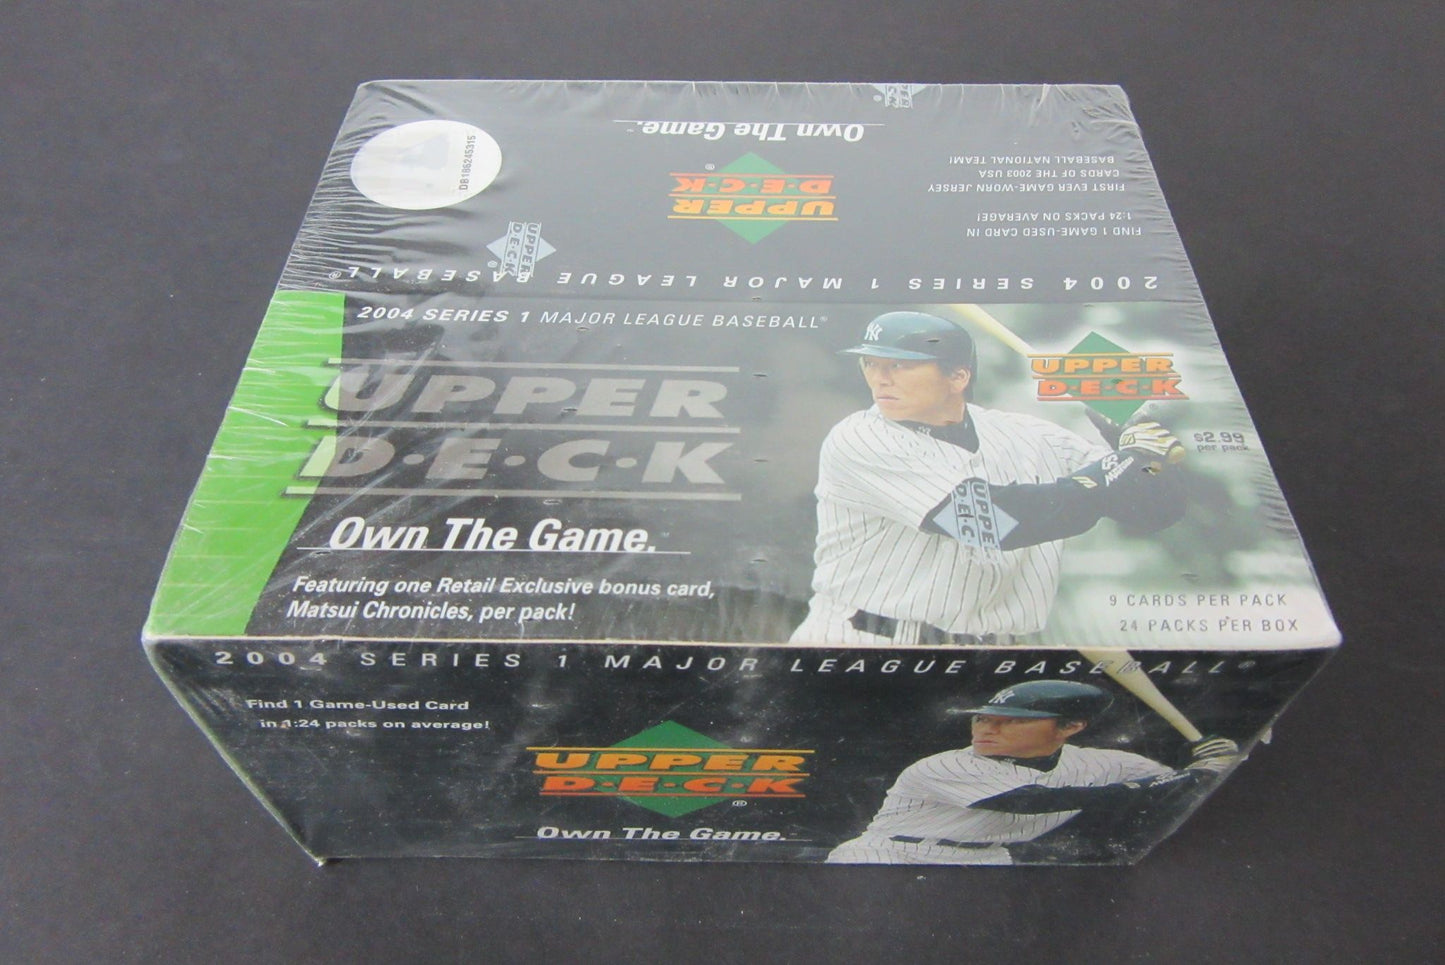 Own The Game.™
UPPER
D·E·C·K®
FIND 1 GAME-USED CARD IN
1:24 PACKS ON AVERAGE!
FIRST EVER GAME-WORN JERSEY
CARDS OF THE 2003 USA
BASEBALL NATIONAL TEAM!
DB186245315
UPPER
D·E·C·K
2004 SERIES 1 MAJOR LEAGUE BASEBALL®
2004 SERIES 1 MAJOR LEAGUE BASEBALL®
UPPER
D·E·C·K
UPPER
D·E·C·K
$2.99
per pack
UPPER
D·E·C·K
Own The Game.
Featuring one Retail Exclusive bonus card,
Matsui Chronicles, per pack!
9 CARDS PER PACK
24 PACKS PER BOX
2004 SERIES 1 MAJOR LEAGUE BASEBALL®
Find 1 Game-Used Card
in 1:24 packs on average!
UPPER
D·E·C·K®
Own The Game.